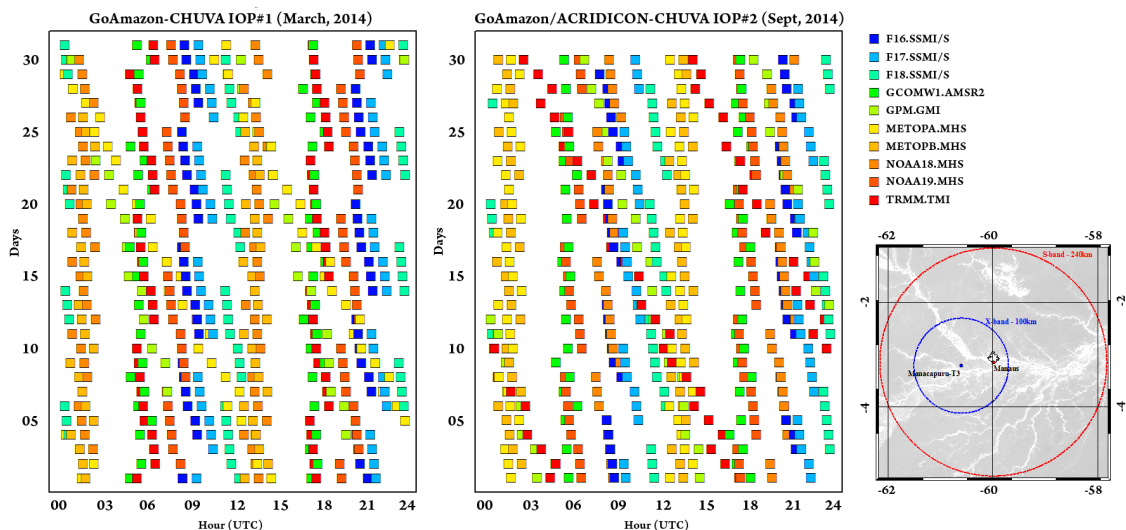 GoAmazon-CHUVA IOP#1 (March, 2014)
30
25
20
15
10
05
Days
00 03 06 09 12 15 18 21 24
Hour (UTC)
GoAmazon/ACRIDICON-CHUVA IOP#2 (Sept, 2014)
30
25
20
15
10
05
Days
00 03 06 09 12 15 18 21 24
Hour (UTC)
F16.SSMI/S
F17.SSMI/S
F18.SSMI/S
GCOMW1.AMSR2
GPM.GMI
METOPA.MHS
METOPB.MHS
NOAA18.MHS
NOAA19.MHS
TRMM.TMI
-62 -60 -58
S-band - 240km
-2
X-band - 100km
Manacapuru-T3
Manaus
-4
-62 -60 -58